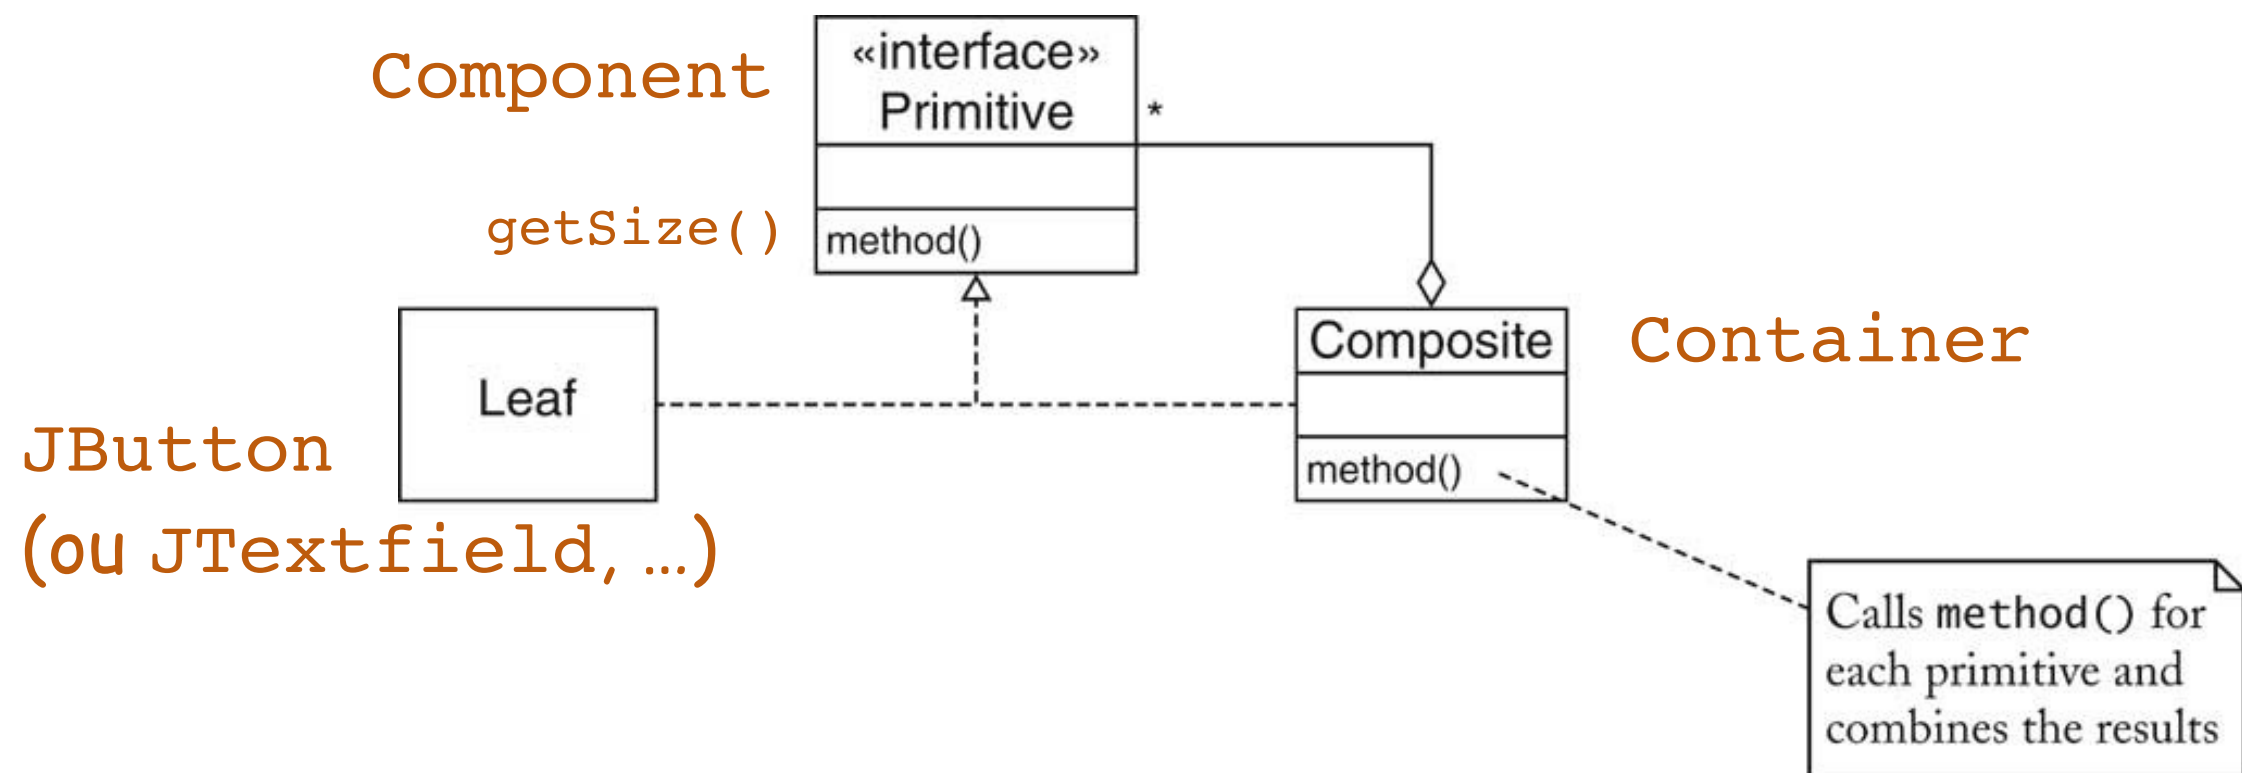 Component
«interface»
Primitive
*
getSize()
method()
Leaf
Composite
Container
method()
JButton
(ou JTextfield, …)
Calls method() for
each primitive and
combines the results